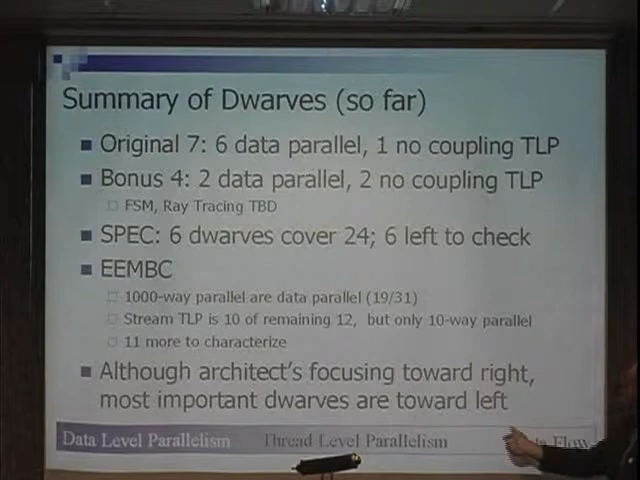 Summary of Dwarves (so far)
Original 7: 6 data parallel, 1 no coupling TLP
Bonus 4: 2 data parallel, 2 no coupling TLP
FSM, Ray Tracing TBD
SPEC: 6 dwarves cover 24; 6 left to check
EEMBC
1000-way parallel are data parallel (19/31)
Stream TLP is 10 of remaining 12, but only 10-way parallel
11 more to characterize
Although architect's focusing toward right,
most important dwarves are toward left
Data Level Parallelism Thread Level Parallelism Flow